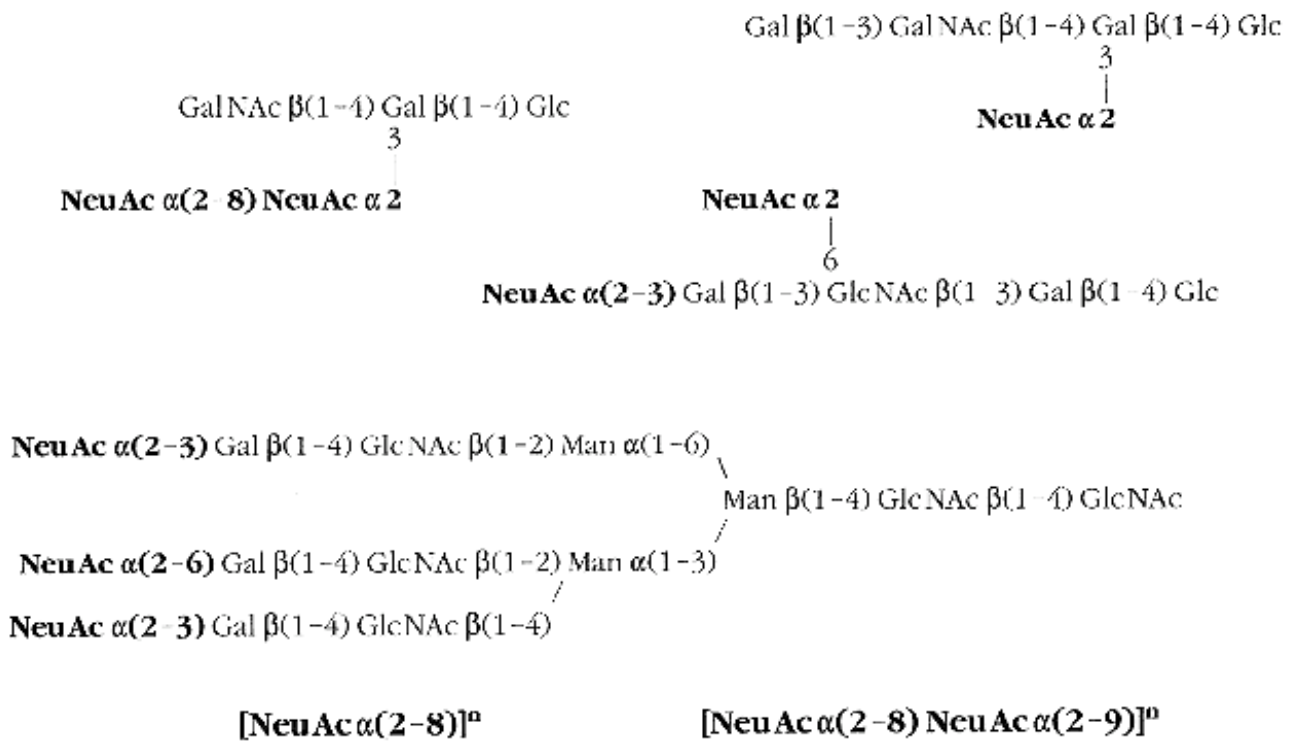 Gal β(1-3) GalNAc β(1-4) Gal β(1-4) Glc
3
NeuAc α2
GalNAc β(1-4) Gal β(1-4) Glc
3
NeuAc α(2-8) NeuAc α2
NeuAc α2
6
NeuAc α(2-3) Gal β(1-3) GlcNAc β(1-3) Gal β(1-4) Glc
NeuAc α(2-3) Gal β(1-4) GlcNAc β(1-2) Man α(1-6)
Man β(1-4) GlcNAc β(1-4) GlcNAc
NeuAc α(2-6) Gal β(1-4) GlcNAc β(1-2) Man α(1-3)
NeuAc α(2-3) Gal β(1-4) GlcNAc β(1-4)
[NeuAc α(2-8)]ⁿ [NeuAc α(2-8) NeuAc α(2-9)]ⁿ